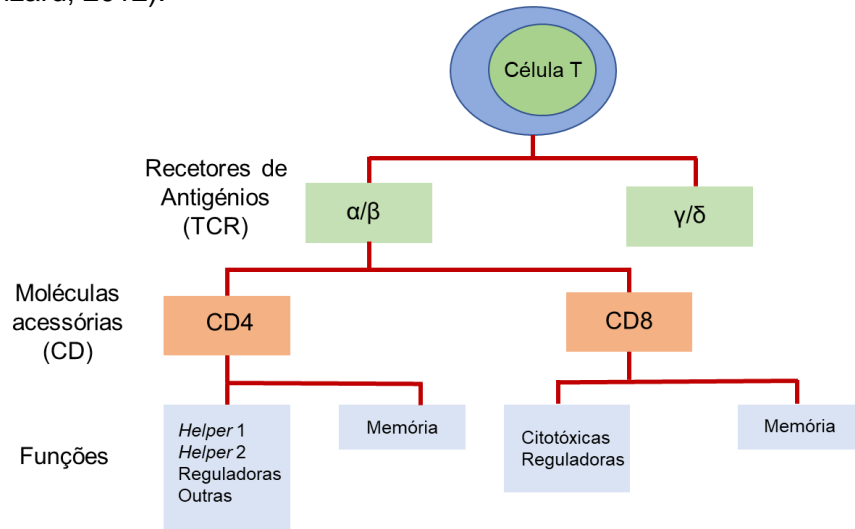 2012).
Célula T
Recetores de
Antigénios
(TCR)
α/β
γ/δ
Moléculas
acessórias
(CD)
CD4
CD8
Funções
Helper 1
Helper 2
Reguladoras
Outras
Memória
Citotóxicas
Reguladoras
Memória